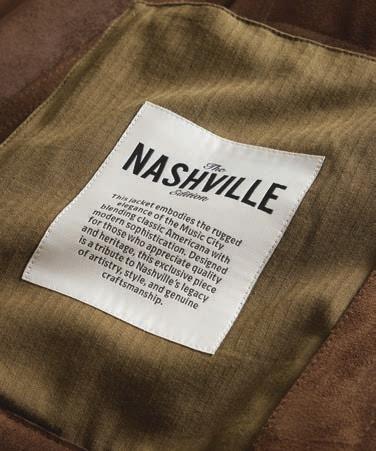 The
NASHVILLE
Edition
This jacket embodies the rugged
elegance of the Music City
blending classic Americana with
modern sophistication. Designed
for those who appreciate quality
and heritage, this exclusive piece
is a tribute to Nashville's legacy
of artistry, style, and genuine
craftsmanship.